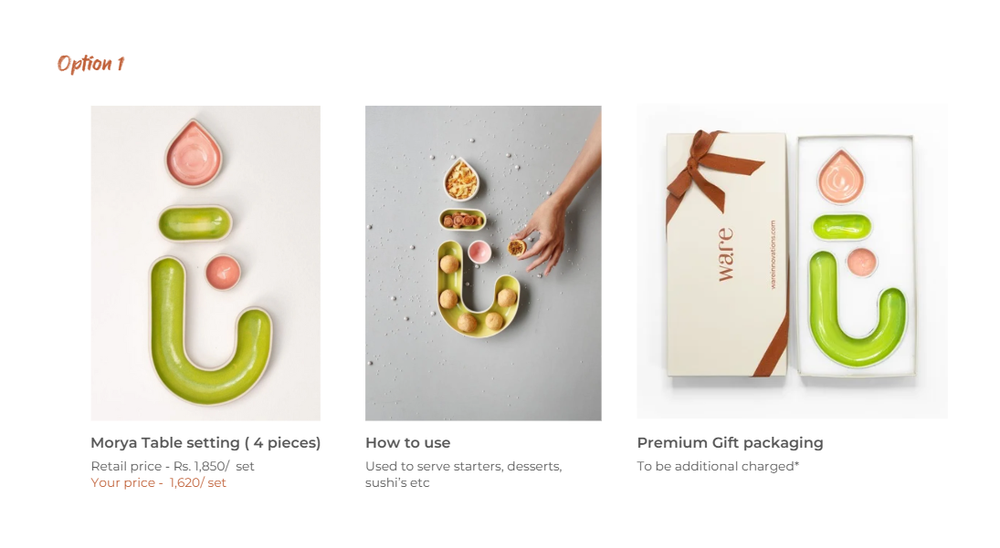 Option 1
ware
wareinnovations.com
Morya Table setting ( 4 pieces)
Retail price - Rs. 1,850/  set
Your price -  1,620/ set
How to use
Used to serve starters, desserts,
sushi's etc
Premium Gift packaging
To be additional charged*